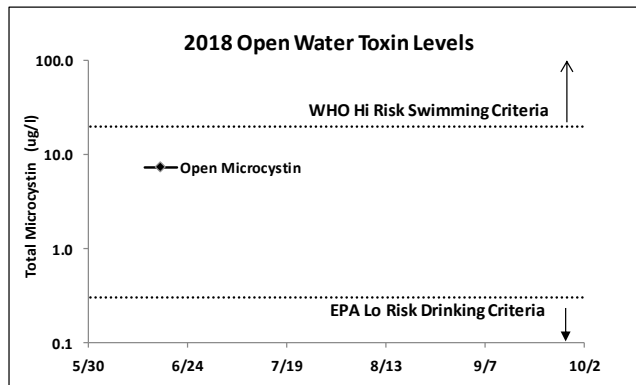 2018 Open Water Toxin Levels
100.0
WHO Hi Risk Swimming Criteria
10.0
Open Microcystin
Total Microcystin (ug/l)
1.0
EPA Lo Risk Drinking Criteria
0.1
5/30 6/24 7/19 8/13 9/7 10/2